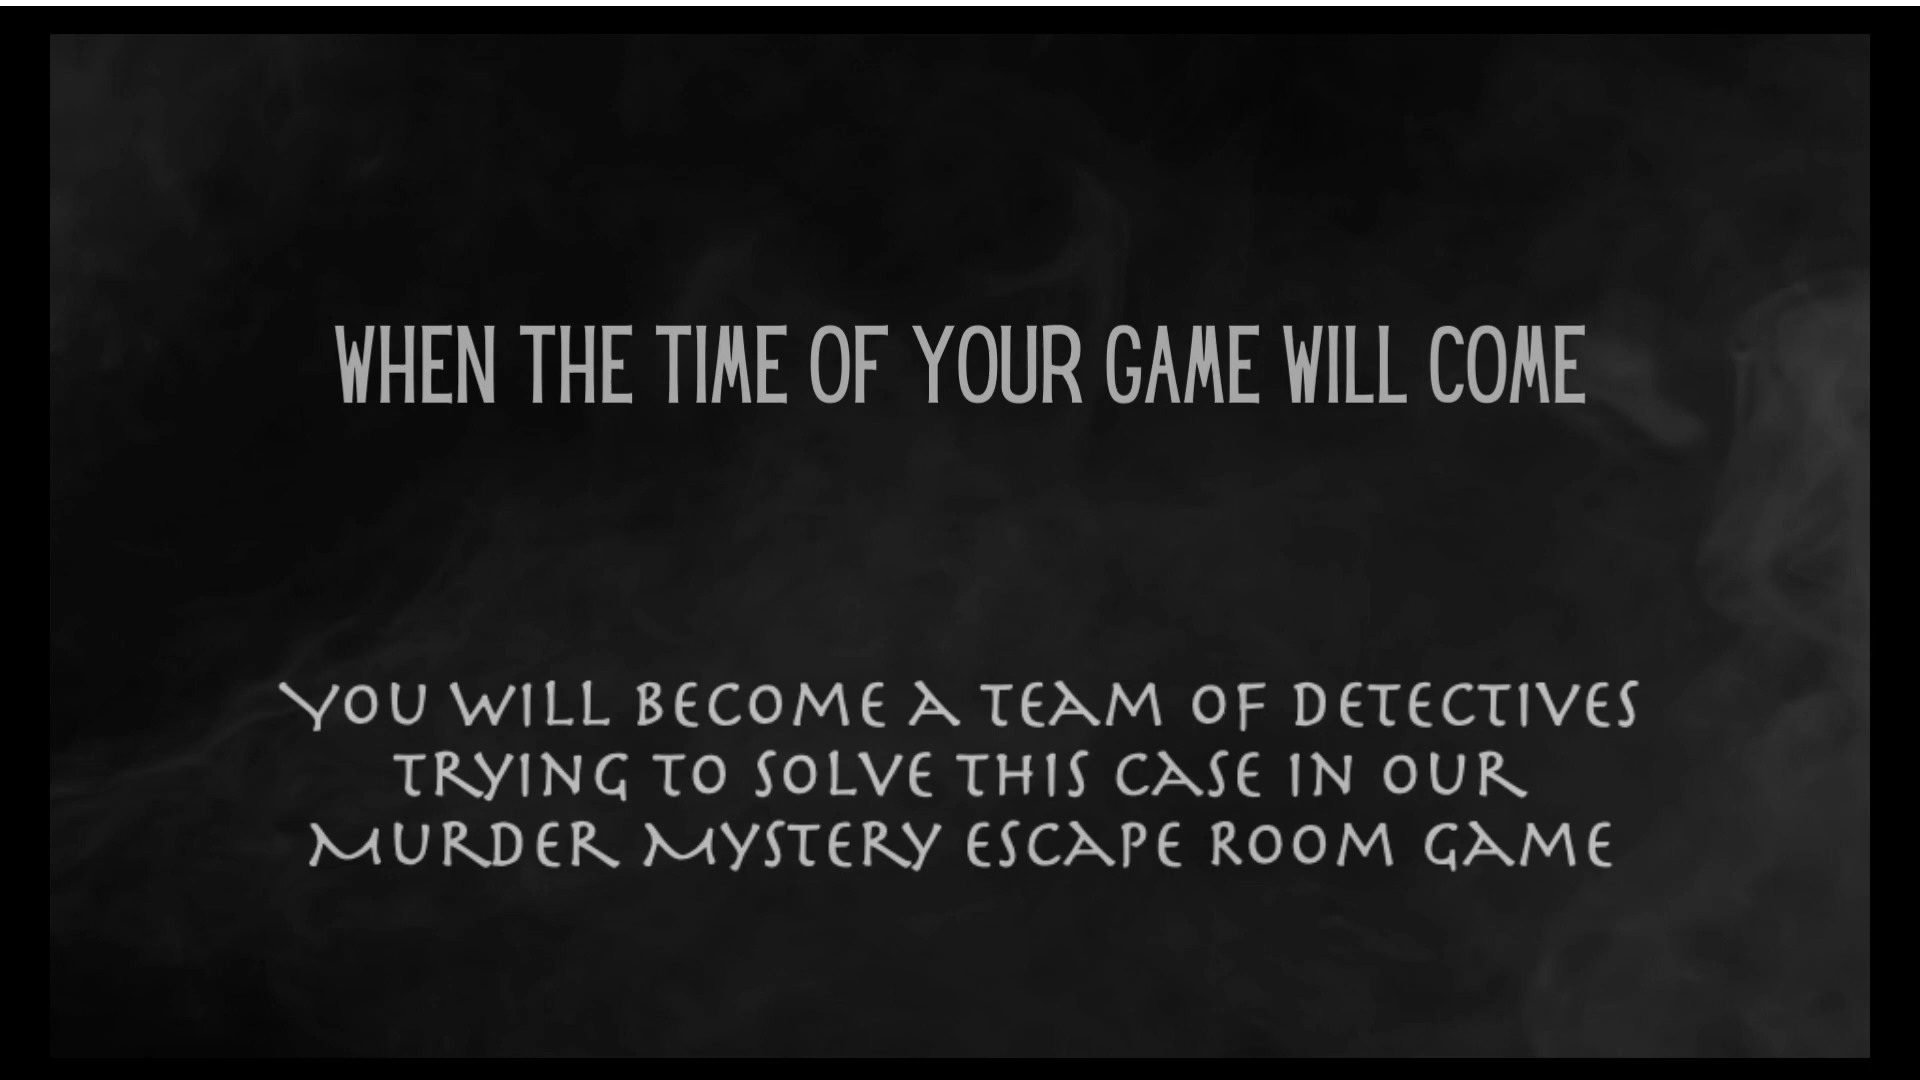 WHEN THE TIME OF YOUR GAME WILL COME
YOU WILL BECOME A TEAM OF DETECTIVES
TRYING TO SOLVE THIS CASE IN OUR
MURDER MYSTERY ESCAPE ROOM GAME